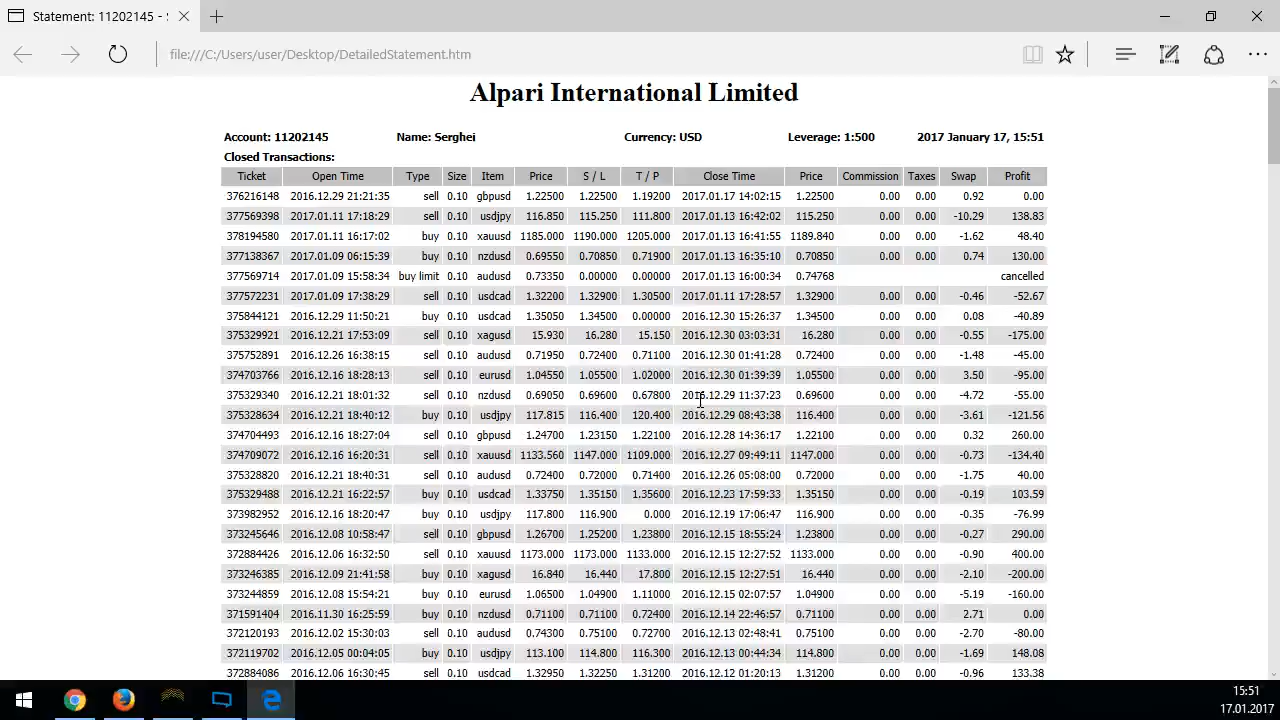 Statement: 11202145 - S
file:///C:/Users/user/Desktop/DetailedStatement.htm
Alpari International Limited
Account: 11202145 Name: Serghei Currency: USD Leverage: 1:500 2017 January 17, 15:51
Closed Transactions:
Ticket Open Time Type Size Item Price S / L T / P Close Time Price Commission Taxes Swap Profit
376216148 2016.12.29 21:21:35 sell 0.10 gbpusd 1.22500 1.22500 1.19200 2017.01.17 14:02:15 1.22500 0.00 0.00 0.92 0.00
377569398 2017.01.11 17:18:29 sell 0.10 usdjpy 116.850 115.250 111.800 2017.01.13 16:42:02 115.250 0.00 0.00 -10.29 138.83
378194580 2017.01.11 16:17:02 buy 0.10 xauusd 1185.000 1190.000 1205.000 2017.01.13 16:41:55 1189.840 0.00 0.00 -1.62 48.40
377138367 2017.01.09 06:15:39 buy 0.10 nzdusd 0.69550 0.70850 0.71900 2017.01.13 16:35:10 0.70850 0.00 0.00 0.74 130.00
377569714 2017.01.09 15:58:34 buy limit 0.10 audusd 0.73350 0.00000 0.00000 2017.01.13 16:00:34 0.74768 cancelled
377572231 2017.01.09 17:38:29 sell 0.10 usdcad 1.32200 1.32900 1.30500 2017.01.11 17:28:57 1.32900 0.00 0.00 -0.46 -52.67
375844121 2016.12.29 11:50:21 buy 0.10 usdcad 1.35050 1.34500 0.00000 2016.12.30 15:26:37 1.34500 0.00 0.00 0.08 -40.89
375329921 2016.12.21 17:53:09 sell 0.10 xagusd 15.930 16.280 15.150 2016.12.30 03:03:31 16.280 0.00 0.00 -0.55 -175.00
375752891 2016.12.26 16:38:15 sell 0.10 audusd 0.71950 0.72400 0.71100 2016.12.30 01:41:28 0.72400 0.00 0.00 -1.48 -45.00
374703766 2016.12.16 18:28:13 sell 0.10 eurusd 1.04550 1.05500 1.02000 2016.12.30 01:39:39 1.05500 0.00 0.00 3.50 -95.00
375329340 2016.12.21 18:01:32 sell 0.10 nzdusd 0.69050 0.69600 0.67800 2016.12.29 11:37:23 0.69600 0.00 0.00 -4.72 -55.00
375328634 2016.12.21 18:40:12 buy 0.10 usdjpy 117.815 116.400 120.400 2016.12.29 08:43:38 116.400 0.00 0.00 -3.61 -121.56
374704493 2016.12.16 18:27:04 sell 0.10 gbpusd 1.24700 1.23150 1.22100 2016.12.28 14:36:17 1.22100 0.00 0.00 0.32 260.00
374709072 2016.12.16 16:20:31 sell 0.10 xauusd 1133.560 1147.000 1109.000 2016.12.27 09:49:11 1147.000 0.00 0.00 -0.73 -134.40
375328820 2016.12.21 18:40:31 sell 0.10 audusd 0.72400 0.72000 0.71400 2016.12.26 05:08:00 0.72000 0.00 0.00 -1.75 40.00
375329488 2016.12.21 16:22:57 buy 0.10 usdcad 1.33750 1.35150 1.35600 2016.12.23 17:59:33 1.35150 0.00 0.00 -0.19 103.59
373982952 2016.12.16 18:20:47 buy 0.10 usdjpy 117.800 116.900 0.000 2016.12.19 17:06:47 116.900 0.00 0.00 -0.35 -76.99
373245646 2016.12.08 10:58:47 sell 0.10 gbpusd 1.26700 1.25200 1.23800 2016.12.15 18:55:24 1.23800 0.00 0.00 -0.27 290.00
372884426 2016.12.06 16:32:50 sell 0.10 xauusd 1173.000 1173.000 1133.000 2016.12.15 12:27:52 1133.000 0.00 0.00 -0.90 400.00
373246385 2016.12.09 21:41:58 buy 0.10 xagusd 16.840 16.440 17.800 2016.12.15 12:27:51 16.440 0.00 0.00 -2.10 -200.00
373244859 2016.12.08 15:54:21 buy 0.10 eurusd 1.06500 1.04900 1.11000 2016.12.15 02:07:57 1.04900 0.00 0.00 -5.19 -160.00
371591404 2016.11.30 16:25:59 buy 0.10 nzdusd 0.71100 0.71100 0.72400 2016.12.14 22:46:57 0.71100 0.00 0.00 2.71 0.00
372120193 2016.12.02 15:30:03 sell 0.10 audusd 0.74300 0.75100 0.72700 2016.12.13 02:48:41 0.75100 0.00 0.00 -2.70 -80.00
372119702 2016.12.05 00:04:05 buy 0.10 usdjpy 113.100 114.800 116.300 2016.12.13 00:44:34 114.800 0.00 0.00 -1.69 148.08
372884086 2016.12.06 16:30:45 sell 0.10 usdcad 1.32950 1.32250 1.31200 2016.12.12 01:20:13 1.31200 0.00 0.00 -0.96 133.38
15:51
17.01.2017